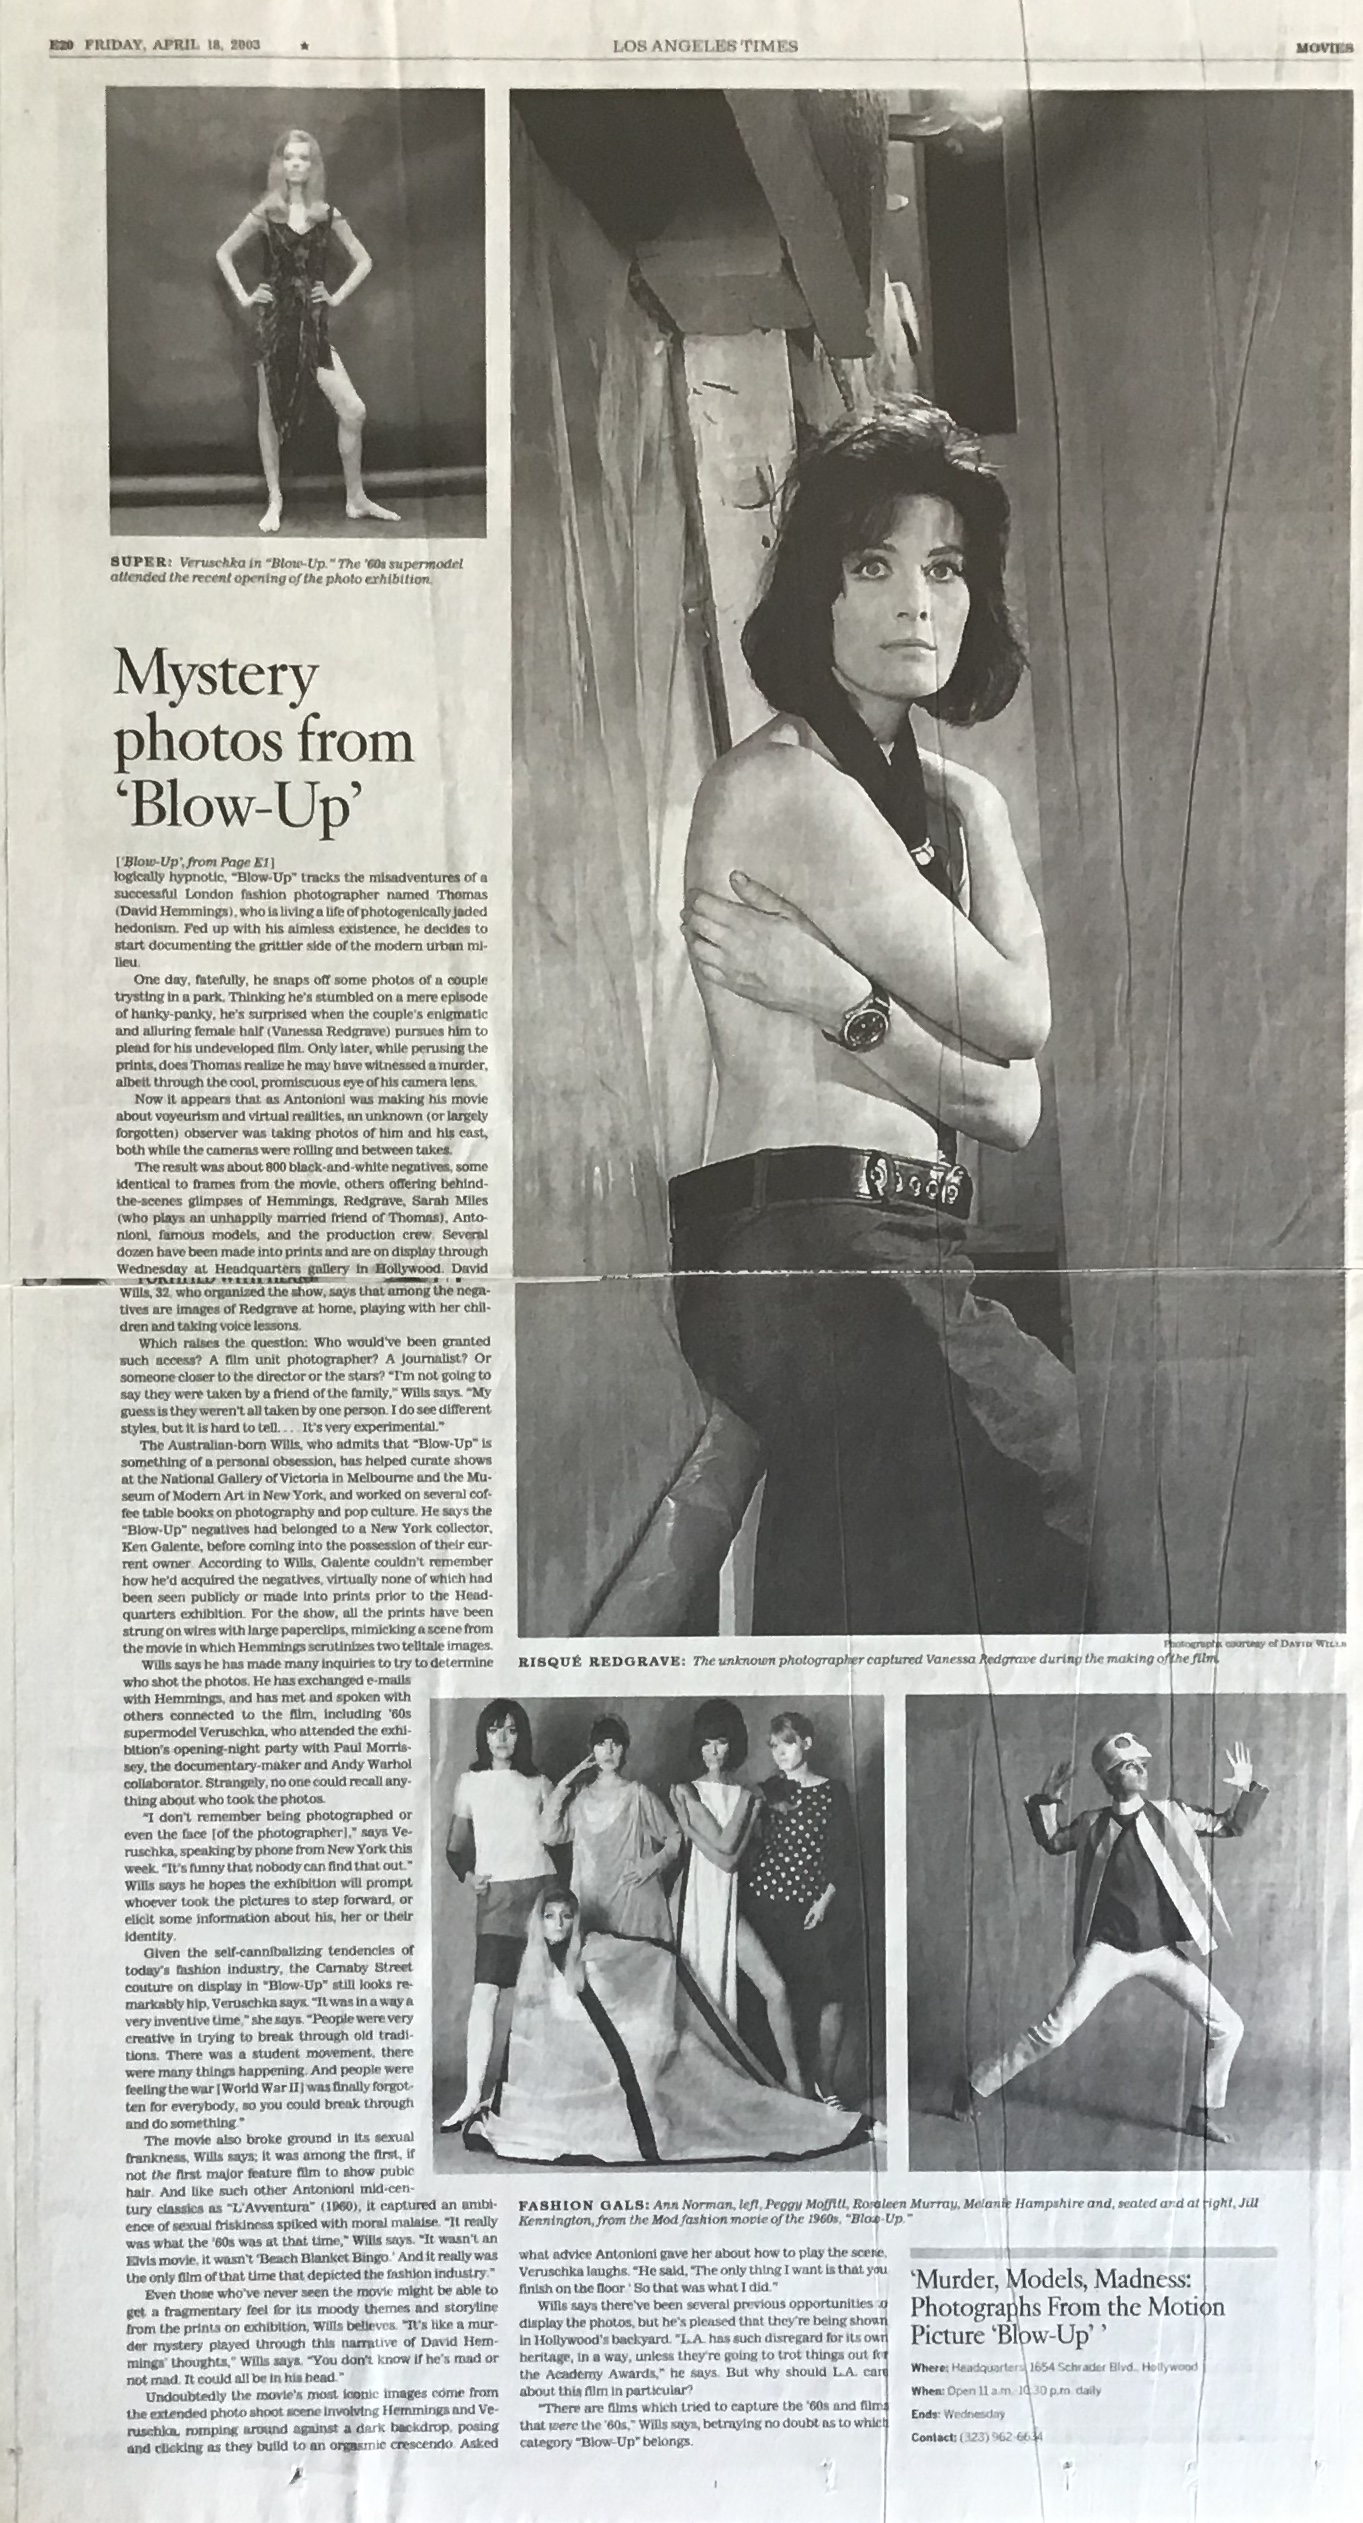 E20 FRIDAY, APRIL 18, 2003 ★ LOS ANGELES TIMES MOVIES
SUPER: Veruschka in “Blow-Up.” The ’60s supermodel
attended the recent opening of the photo exhibition.
Mystery
photos from
‘Blow-Up’
[‘Blow-Up’, from Page E1]
logically hypnotic, “Blow-Up” tracks the misadventures of a
successful London fashion photographer named Thomas
(David Hemmings), who is living a life of photogenically jaded
hedonism. Fed up with his aimless existence, he decides to
start documenting the grittier side of the modern urban mi-
lieu.
One day, fatefully, he snaps off some photos of a couple
trysting in a park. Thinking he’s stumbled on a mere episode
of hanky-panky, he’s surprised when the couple’s enigmatic
and alluring female half (Vanessa Redgrave) pursues him to
plead for his undeveloped film. Only later, while perusing the
prints, does Thomas realize he may have witnessed a murder,
albeit through the cool, promiscuous eye of his camera lens.
Now it appears that as Antonioni was making his movie
about voyeurism and virtual realities, an unknown (or largely
forgotten) observer was taking photos of him and his cast,
both while the cameras were rolling and between takes.
The result was about 800 black-and-white negatives, some
identical to frames from the movie, others offering behind-
the-scenes glimpses of Hemmings, Redgrave, Sarah Miles
(who plays an unhappily married friend of Thomas), Anto-
nioni, famous models, and the production crew. Several
dozen have been made into prints and are on display through
Wednesday at Headquarters gallery in Hollywood. David
Wills, 32, who organized the show, says that among the nega-
tives are images of Redgrave at home, playing with her chil-
dren and taking voice lessons.
Which raises the question: Who would’ve been granted
such access? A film unit photographer? A journalist? Or
someone closer to the director or the stars? “I’m not going to
say they were taken by a friend of the family,” Wills says. “My
guess is they weren’t all taken by one person. I do see different
styles, but it is hard to tell. . . . It’s very experimental.”
The Australian-born Wills, who admits that “Blow-Up” is
something of a personal obsession, has helped curate shows
at the National Gallery of Victoria in Melbourne and the Mu-
seum of Modern Art in New York, and worked on several cof-
fee table books on photography and pop culture. He says the
“Blow-Up” negatives had belonged to a New York collector,
Ken Galente, before coming into the possession of their cur-
rent owner. According to Wills, Galente couldn’t remember
how he’d acquired the negatives, virtually none of which had
been seen publicly or made into prints prior to the Head-
quarters exhibition. For the show, all the prints have been
strung on wires with large paperclips, mimicking a scene from
the movie in which Hemmings scrutinizes two telltale images.
Wills says he has made many inquiries to try to determine
who shot the photos. He has exchanged e-mails
with Hemmings, and has met and spoken with
others connected to the film, including ’60s
supermodel Veruschka, who attended the exhi-
bition’s opening-night party with Paul Morris-
sey, the documentary-maker and Andy Warhol
collaborator. Strangely, no one could recall any-
thing about who took the photos.
“I don’t remember being photographed or
even the face [of the photographer],” says Ve-
ruschka, speaking by phone from New York this
week. “It’s funny that nobody can find that out.”
Wills says he hopes the exhibition will prompt
whoever took the pictures to step forward, or
elicit some information about his, her or their
identity.
Given the self-cannibalizing tendencies of
today’s fashion industry, the Carnaby Street
couture on display in “Blow-Up” still looks re-
markably hip, Veruschka says. “It was in a way a
very inventive time,” she says. “People were very
creative in trying to break through old tradi-
tions. There was a student movement, there
were many things happening. And people were
feeling the war [World War II] was finally forgot-
ten for everybody, so you could break through
and do something.”
The movie also broke ground in its sexual
frankness, Wills says; it was among the first, if
not the first major feature film to show pubic
hair. And like such other Antonioni mid-cen-
tury classics as “L’Avventura” (1960), it captured an ambi-
ence of sexual friskiness spiked with moral malaise. “It really
was what the ’60s was at that time,” Wills says. “It wasn’t an
Elvis movie, it wasn’t ‘Beach Blanket Bingo.’ And it really was
the only film of that time that depicted the fashion industry.”
Even those who’ve never seen the movie might be able to
get a fragmentary feel for its moody themes and storyline
from the prints on exhibition, Wills believes. “It’s like a mur-
der mystery played through this narrative of David Hem-
mings’ thoughts,” Wills says. “You don’t know if he’s mad or
not mad. It could all be in his head.”
Undoubtedly the movie’s most iconic images come from
the extended photo shoot scene involving Hemmings and Ve-
ruschka, romping around against a dark backdrop, posing
and clicking as they build to an orgasmic crescendo. Asked
Photographs courtesy of DAVID WILLS
RISQUÉ REDGRAVE: The unknown photographer captured Vanessa Redgrave during the making of the film.
FASHION GALS: Ann Norman, left, Peggy Moffitt, Rosaleen Murray, Melanie Hampshire and, seated and at right, Jill
Kennington, from the Mod fashion movie of the 1960s, “Blow-Up.”
what advice Antonioni gave her about how to play the scene,
Veruschka laughs. “He said, ‘The only thing I want is that you
finish on the floor.’ So that was what I did.”
Wills says there’ve been several previous opportunities to
display the photos, but he’s pleased that they’re being shown
in Hollywood’s backyard. “L.A. has such disregard for its own
heritage, in a way, unless they’re going to trot things out for
the Academy Awards,” he says. But why should L.A. care
about this film in particular?
“There are films which tried to capture the ’60s and films
that were the ’60s,” Wills says, betraying no doubt as to which
category “Blow-Up” belongs.
‘Murder, Models, Madness:
Photographs From the Motion
Picture ‘Blow-Up’ ’
Where: Headquarters, 1654 Schrader Blvd., Hollywood
When: Open 11 a.m.-10:30 p.m. daily
Ends: Wednesday
Contact: (323) 962-6634